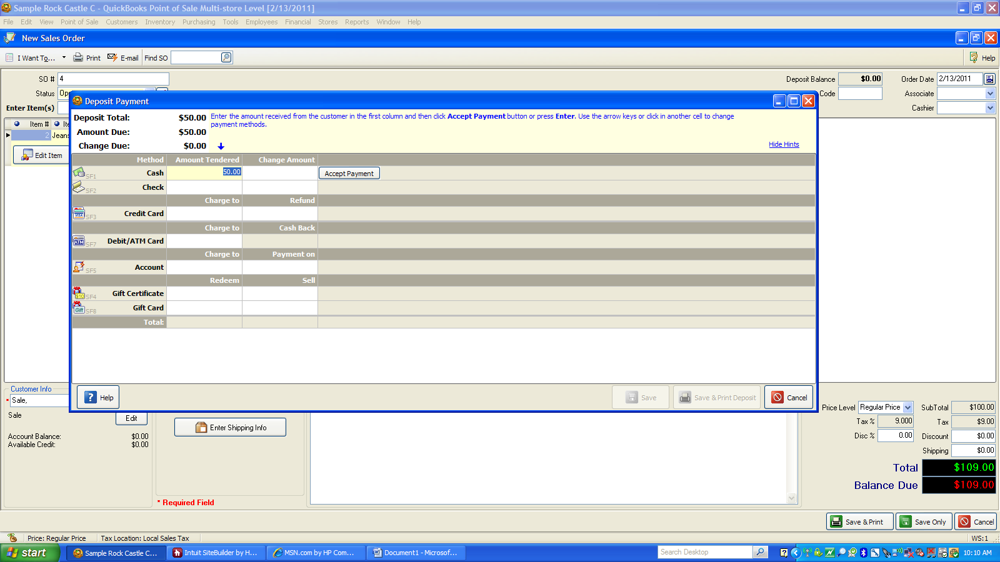 Sample Rock Castle C - QuickBooks Point of Sale Multi-store Level [2/13/2011]
File Edit View Point of Sale Customers Inventory Purchasing Tools Employees Financial Stores Reports Window Help
New Sales Order
I Want To... Print E-mail Find SO Help
SO # 4 Deposit Balance $0.00 Order Date 2/13/2011
Status Code Associate
Enter Item(s) Cashier
Item #
2 Jeans
Edit Item
Deposit Payment
Deposit Total: $50.00
Amount Due: $50.00
Change Due: $0.00
Enter the amount received from the customer in the first column and then click Accept Payment button or press Enter. Use the arrow keys or click in another cell to change
payment methods.
Hide Hints
Method Amount Tendered Change Amount
SF1 Cash 50.00 Accept Payment
SF2 Check
Charge to Refund
VISA SF3 Credit Card
Charge to Cash Back
ATM SF7 Debit/ATM Card
Charge to Payment on
SF5 Account
Redeem Sell
$10 SF4 Gift Certificate
Gift SF8 Gift Card
Total:
Help Save Save & Print Deposit Cancel
Customer Info
* Sale,
Sale Edit
Account Balance: $0.00
Available Credit: $0.00
Enter Shipping Info
* Required Field
Price Level Regular Price SubTotal $100.00
Tax % 9.000 Tax $9.00
Disc % 0.00 Discount $0.00
Shipping $0.00
Total $109.00
Balance Due $109.00
Save & Print Save Only Cancel
Price: Regular Price Tax Location: Local Sales Tax WS:1
start Sample Rock Castle C... Intuit SiteBuilder by H... MSN.com by HP Com... Document1 - Microsof... Search Desktop 10:10 AM